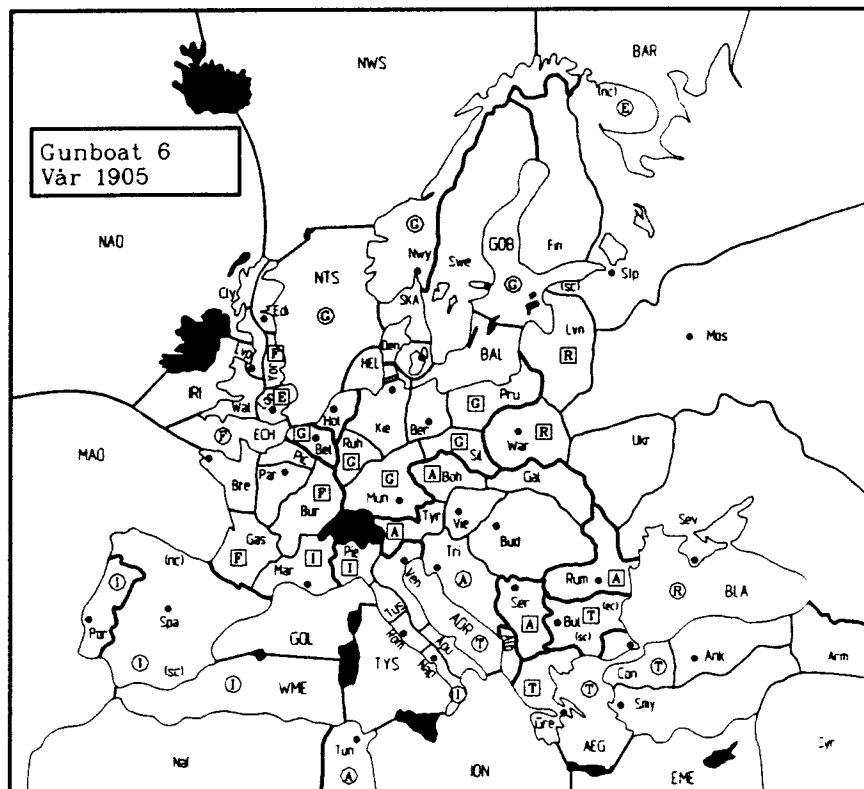 NWS
BAR
(nc)
E
Gunboat 6
Vår 1905
NAO
G
Nwy
Swe
GOB
Fin
Stp
(sc)
NTS
G
G
SKA
Cly
Edi
Lvn
Mos
Den
HEL
BAL
R
Lvp
Yor
F
IRI
Wal
E
Hol
Kie
Ber
Pru
G
War
R
Ukr
MAO
F
ECH
G
Bel
Ruh
G
Sil
G
Pic
A
Boh
Gal
Bre
Par
Bur
F
Mun
G
Tyr
Vie
A
Bud
Sev
Gas
F
Mar
I
Pie
I
Ven
Tri
A
Rum
A
R
BLA
(nc)
I
Por
Spa
Tus
ADR
T
Ser
A
Bul
T
(ec)
(sc)
GOL
Rom
Apu
Nap
Con
T
Ank
Arm
I
(sc)
I
WME
TYS
I
T
Gre
T
Smy
Naf
Tun
A
ION
AEG
EME
Syr